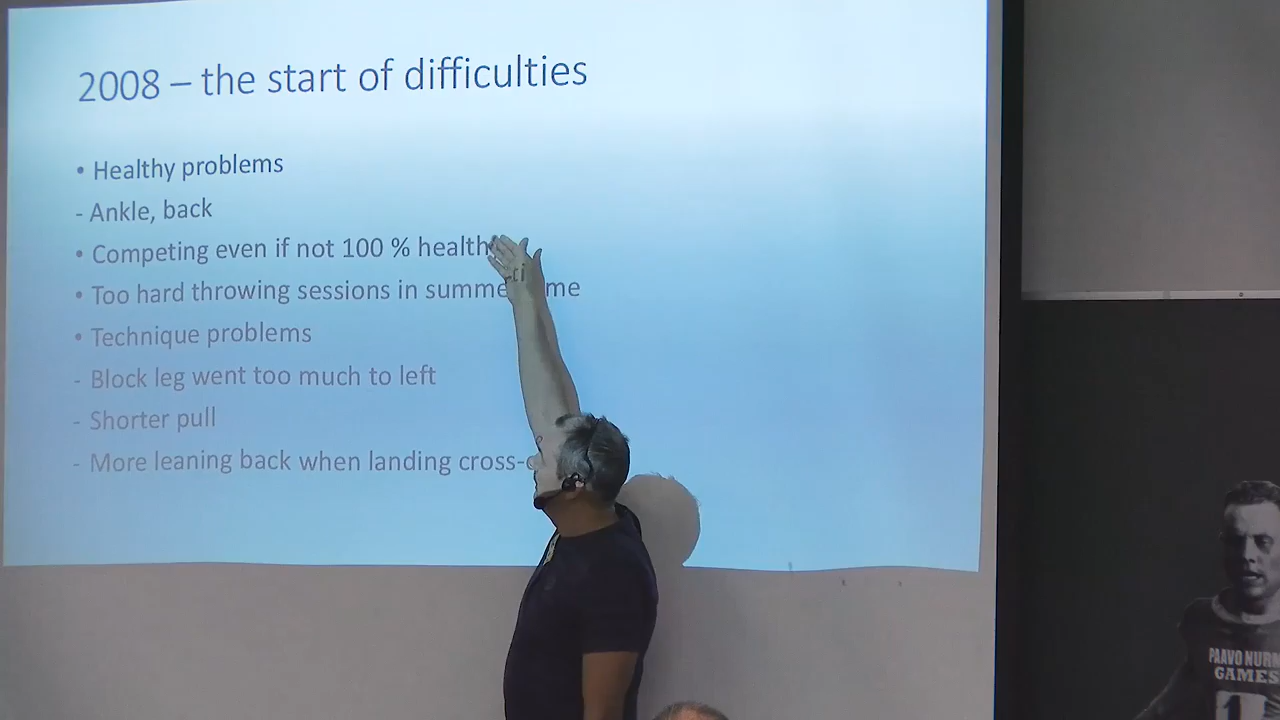 2008 – the start of difficulties
• Healthy problems
- Ankle, back
• Competing even if not 100 % health
• Too hard throwing sessions in summe me
• Technique problems
- Block leg went too much to left
- Shorter pull
- More leaning back when landing cross-
PAAVO NUR
GAMES
1